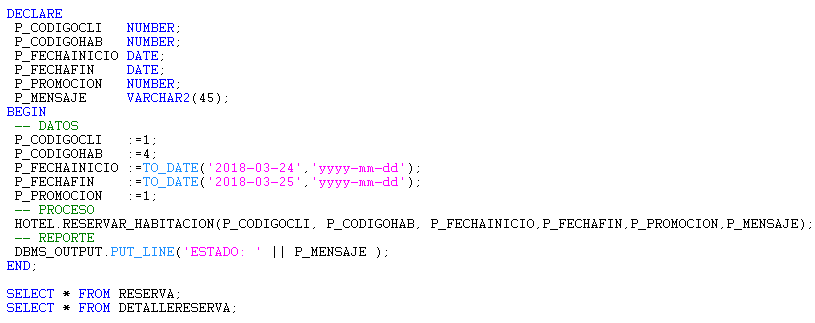 DECLARE
P_CODIGOCLI NUMBER;
P_CODIGOHAB NUMBER;
P_FECHAINICIO DATE;
P_FECHAFIN DATE;
P_PROMOCION NUMBER;
P_MENSAJE VARCHAR2(45);
BEGIN
-- DATOS
P_CODIGOCLI :=1;
P_CODIGOHAB :=4;
P_FECHAINICIO :=TO_DATE('2018-03-24','yyyy-mm-dd');
P_FECHAFIN :=TO_DATE('2018-03-25','yyyy-mm-dd');
P_PROMOCION :=1;
-- PROCESO
HOTEL.RESERVAR_HABITACION(P_CODIGOCLI, P_CODIGOHAB, P_FECHAINICIO,P_FECHAFIN,P_PROMOCION,P_MENSAJE);
-- REPORTE
DBMS_OUTPUT.PUT_LINE('ESTADO: ' || P_MENSAJE );
END;
SELECT * FROM RESERVA;
SELECT * FROM DETALLERESERVA;